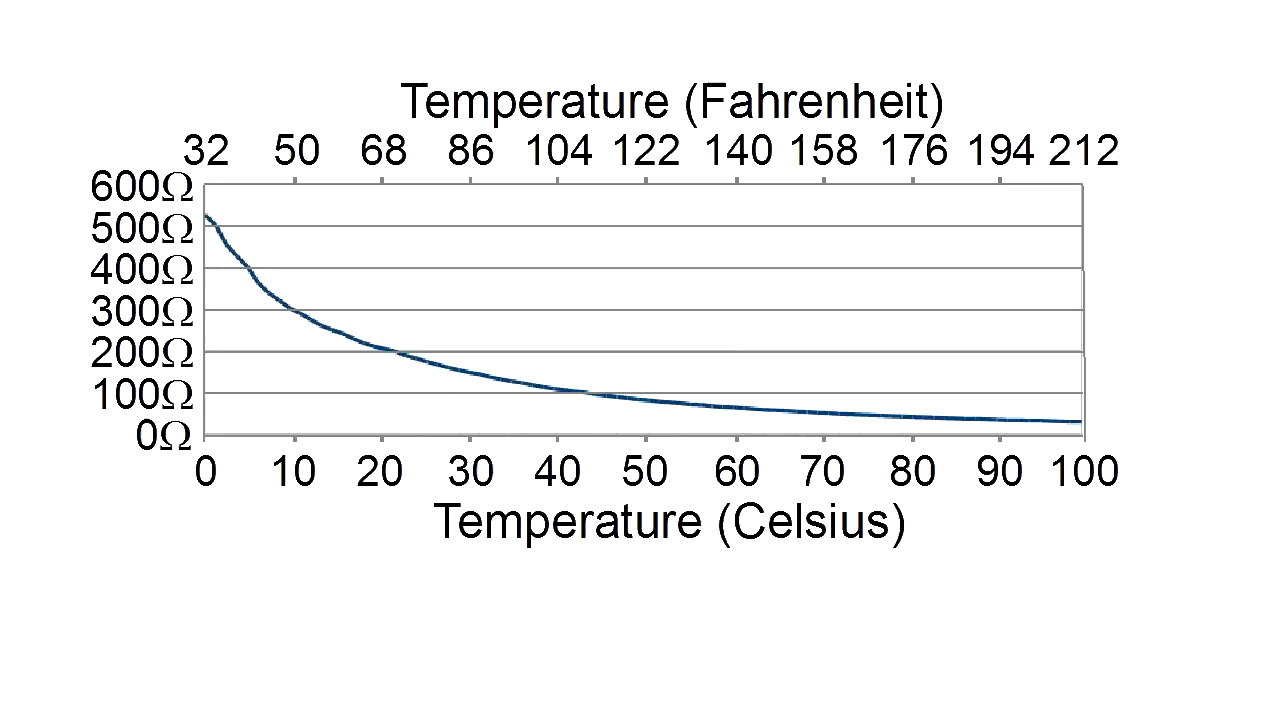 Temperature (Fahrenheit)
32 50 68 86 104 122 140 158 176 194 212
600Ω
500Ω
400Ω
300Ω
200Ω
100Ω
0Ω
0 10 20 30 40 50 60 70 80 90 100
Temperature (Celsius)